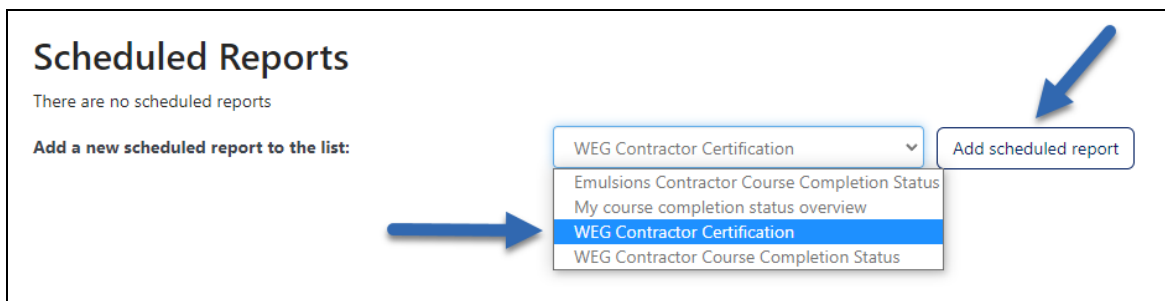 Scheduled Reports
There are no scheduled reports
Add a new scheduled report to the list:
WEG Contractor Certification
Add scheduled report
Emulsions Contractor Course Completion Status
My course completion status overview
WEG Contractor Certification
WEG Contractor Course Completion Status